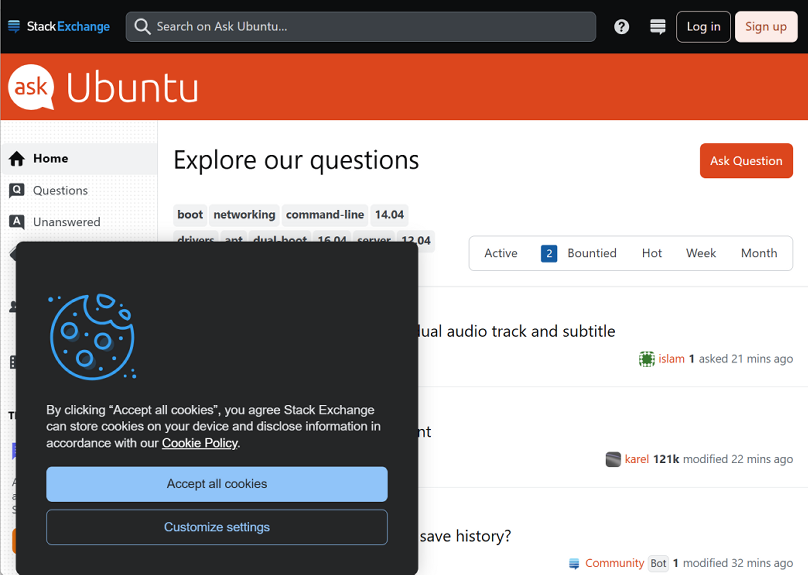 StackExchange
Search on Ask Ubuntu...
Log in
Sign up
ask Ubuntu
Home
Questions
Unanswered
Explore our questions
Ask Question
boot networking command-line 14.04
drivers apt dual-boot 16.04 server 12.04
Active 2 Bountied Hot Week Month
dual audio track and subtitle
islam 1 asked 21 mins ago
karel 121k modified 22 mins ago
save history?
Community Bot 1 modified 32 mins ago
By clicking “Accept all cookies”, you agree Stack Exchange
can store cookies on your device and disclose information in
accordance with our Cookie Policy.
Accept all cookies
Customize settings